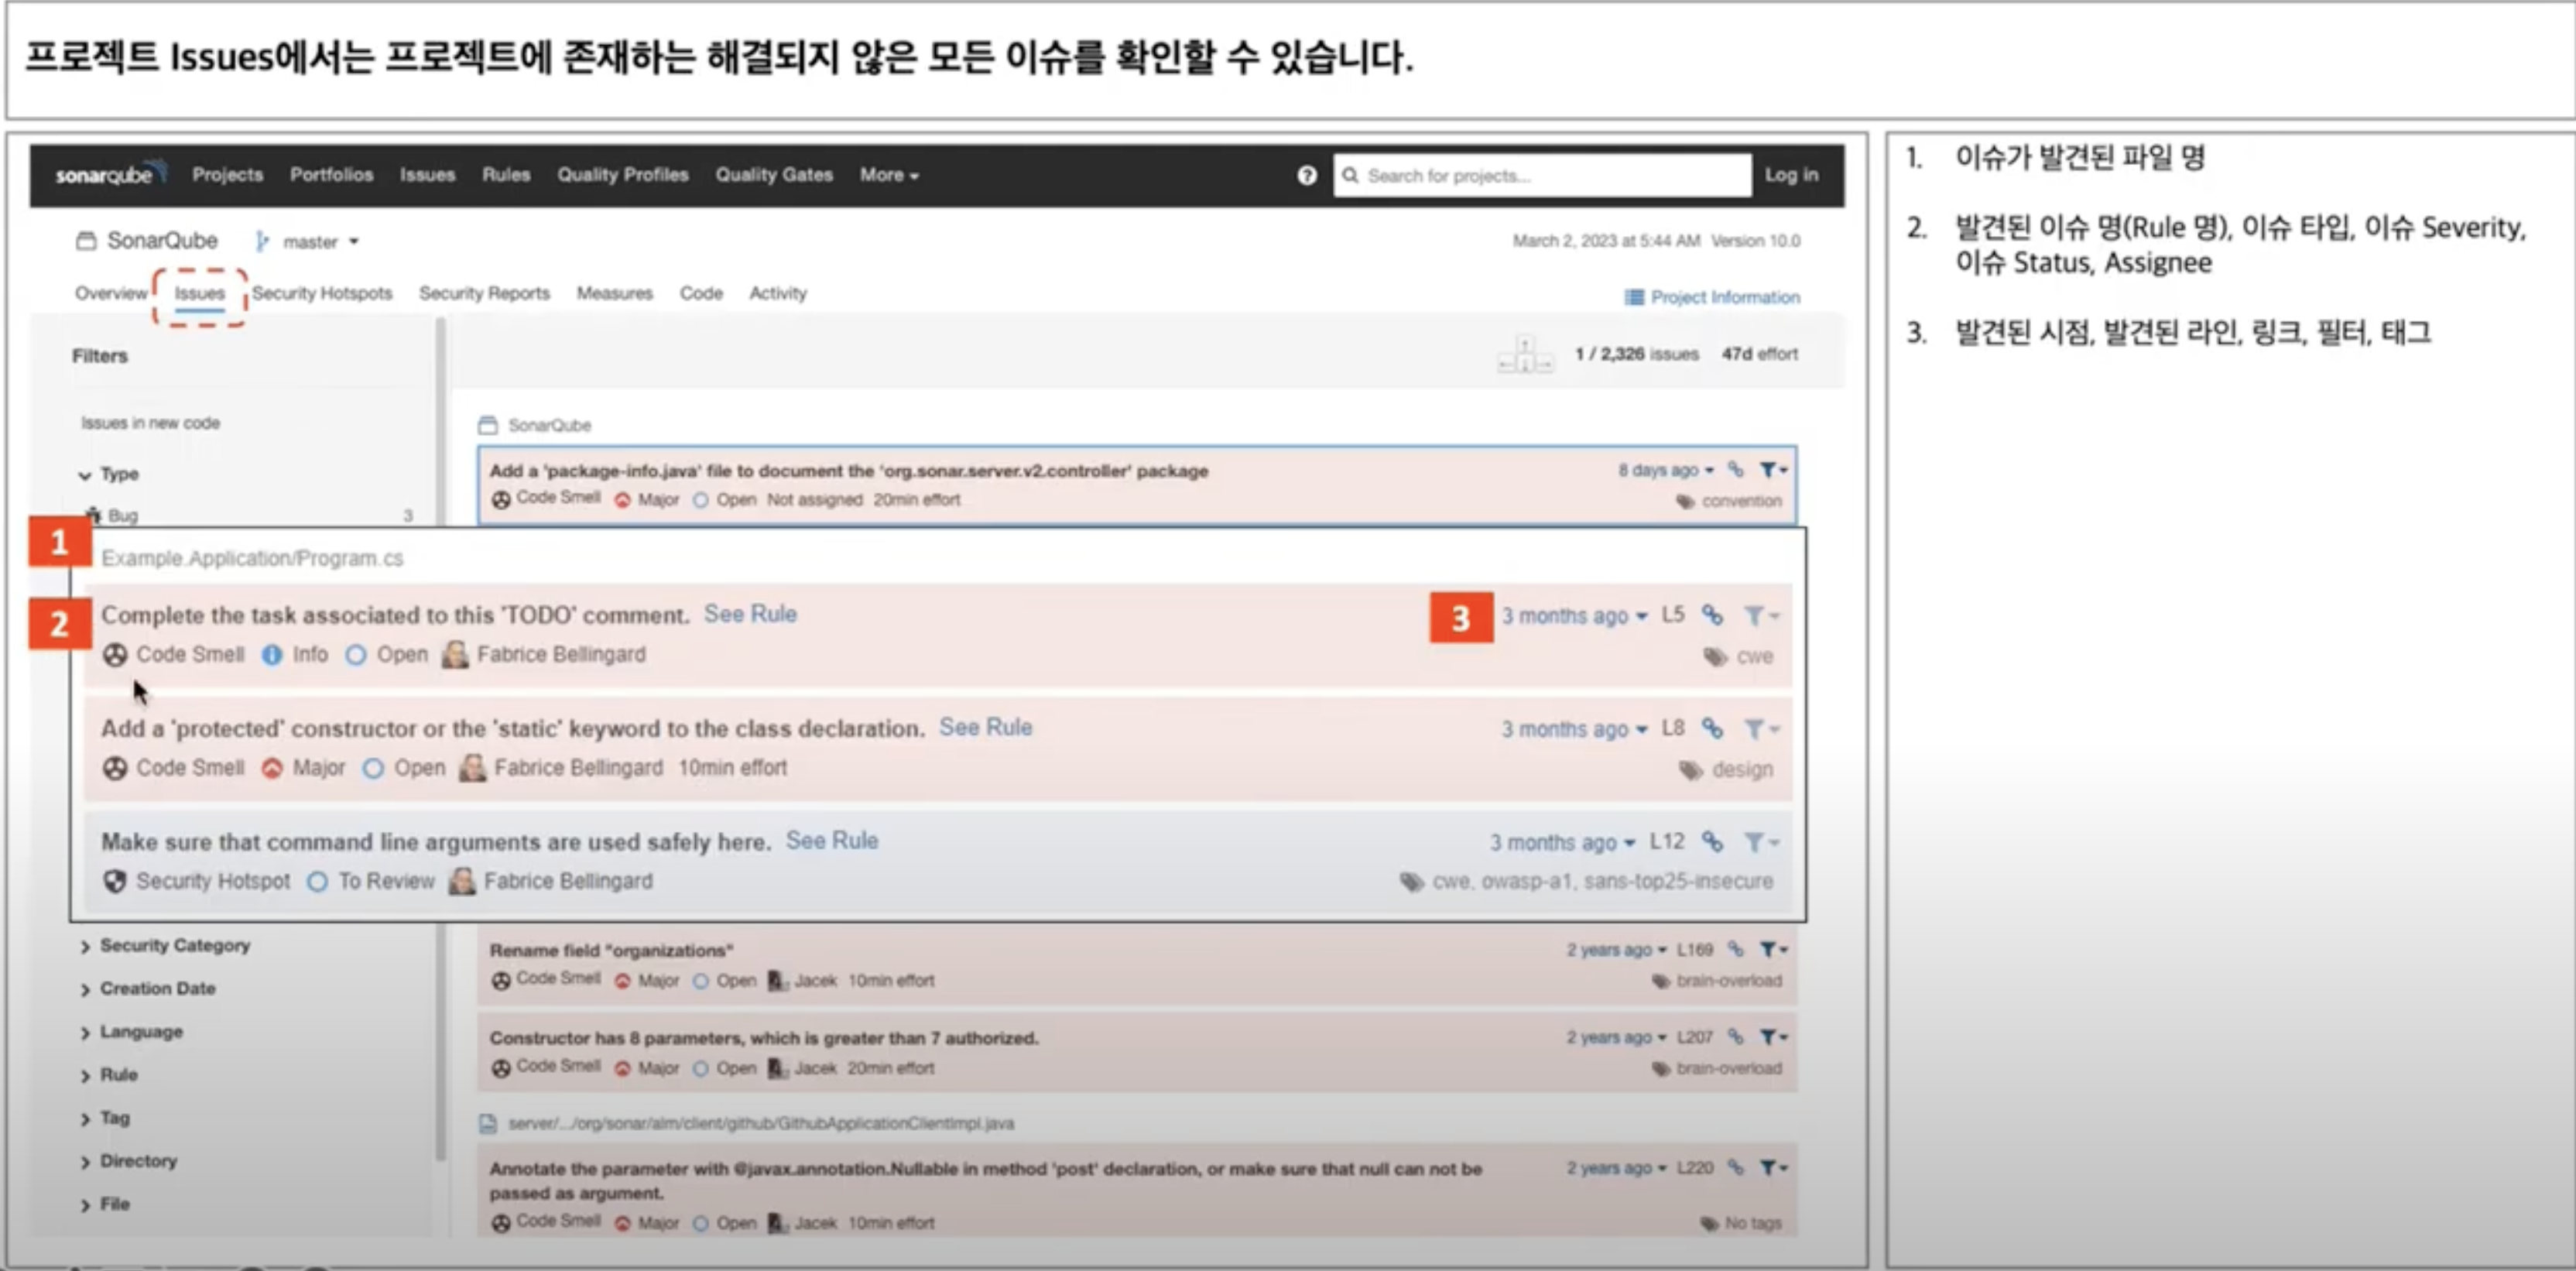 프로젝트 Issues에서는 프로젝트에 존재하는 해결되지 않은 모든 이슈를 확인할 수 있습니다.
sonarqube Projects Portfolios Issues Rules Quality Profiles Quality Gates More ? Search for projects... Log in
SonarQube master March 2, 2023 at 5:44 AM Version 10.0
Overview Issues Security Hotspots Security Reports Measures Code Activity Project Information
Filters
1 / 2,326 issues 47d effort
Issues in new code
Type
Bug 3
SonarQube
Add a 'package-info.java' file to document the 'org.sonar.server.v2.controller' package 8 days ago
Code Smell Major Open Not assigned 20min effort convention
1 Example.Application/Program.cs
2 Complete the task associated to this 'TODO' comment. See Rule 3 3 months ago L5
Code Smell Info Open Fabrice Bellingard cwe
Add a 'protected' constructor or the 'static' keyword to the class declaration. See Rule 3 months ago L8
Code Smell Major Open Fabrice Bellingard 10min effort design
Make sure that command line arguments are used safely here. See Rule 3 months ago L12
Security Hotspot To Review Fabrice Bellingard cwe, owasp-a1, sans-top25-insecure
Security Category
Creation Date
Language
Rule
Tag
Directory
File
Rename field "organizations" 2 years ago L169
Code Smell Major Open Jacek 10min effort brain-overload
Constructor has 8 parameters, which is greater than 7 authorized. 2 years ago L207
Code Smell Major Open Jacek 20min effort brain-overload
server/.../org/sonar/alm/client/github/GithubApplicationClientImpl.java
Annotate the parameter with @javax.annotation.Nullable in method 'post' declaration, or make sure that null can not be 2 years ago L220
passed as argument.
Code Smell Major Open Jacek 10min effort No tags
1. 이슈가 발견된 파일 명
2. 발견된 이슈 명(Rule 명), 이슈 타입, 이슈 Severity,
이슈 Status, Assignee
3. 발견된 시점, 발견된 라인, 링크, 필터, 태그